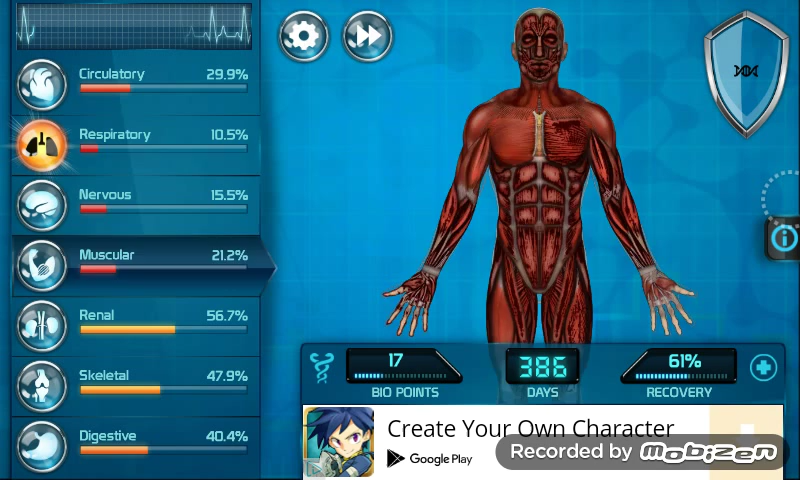 Circulatory 29.9%
Respiratory 10.5%
Nervous 15.5%
Muscular 21.2%
Renal 56.7%
Skeletal 47.9%
Digestive 40.4%
17
BIO POINTS
386
DAYS
61%
RECOVERY
Create Your Own Character
Google Play
Recorded by Mobizen